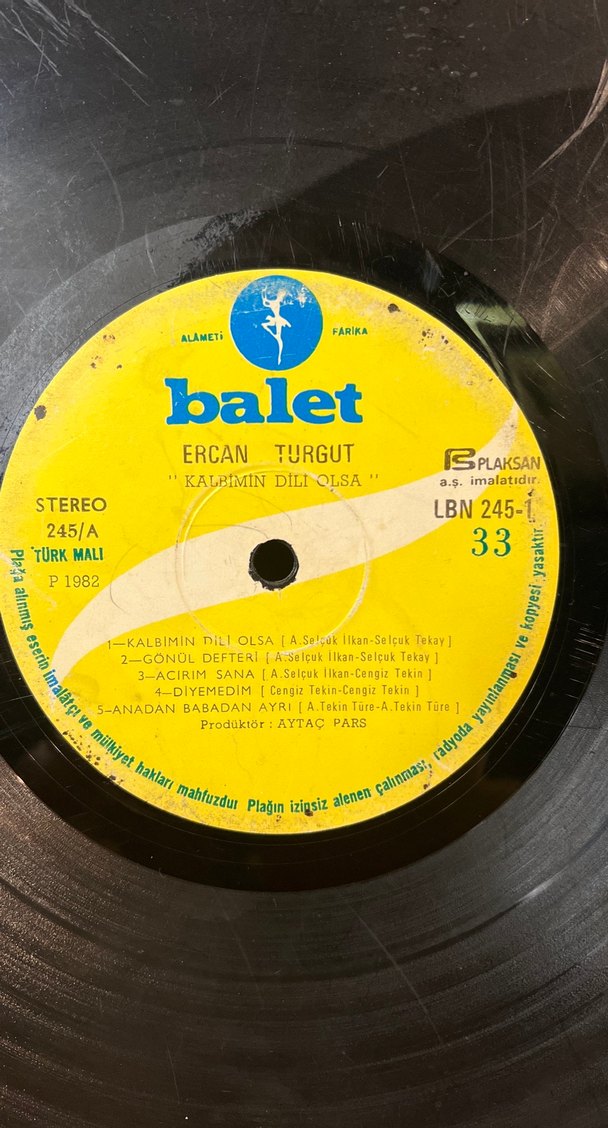 ALÂMETİ FÂRİKA
balet
ERCAN TURGUT
" KALBİMİN DİLİ OLSA "
PLAKSAN
a.ş. imalatıdır.
STEREO
245/A
TÜRK MALI
P 1982
LBN 245-1
33
1—KALBİMİN DİLİ OLSA [ A.Selçuk İlkan-Selçuk Tekay ]
2—GÖNÜL DEFTERİ [ A.Selçuk İlkan-Selçuk Tekay ]
3—ACIRIM SANA [ A.Selçuk İlkan-Cengiz Tekin ]
4—DİYEMEDİM [ Cengiz Tekin-Cengiz Tekin ]
5—ANADAN BABADAN AYRI [ A.Tekin Türe-A.Tekin Türe ]
Prodüktör : AYTAÇ PARS
Plağa alınmış eserin imalâtçı ve mülkiyet hakları mahfuzdur Plağın izinsiz alenen çalınması, radyoda yayınlanması ve kopyesi yasaktır.